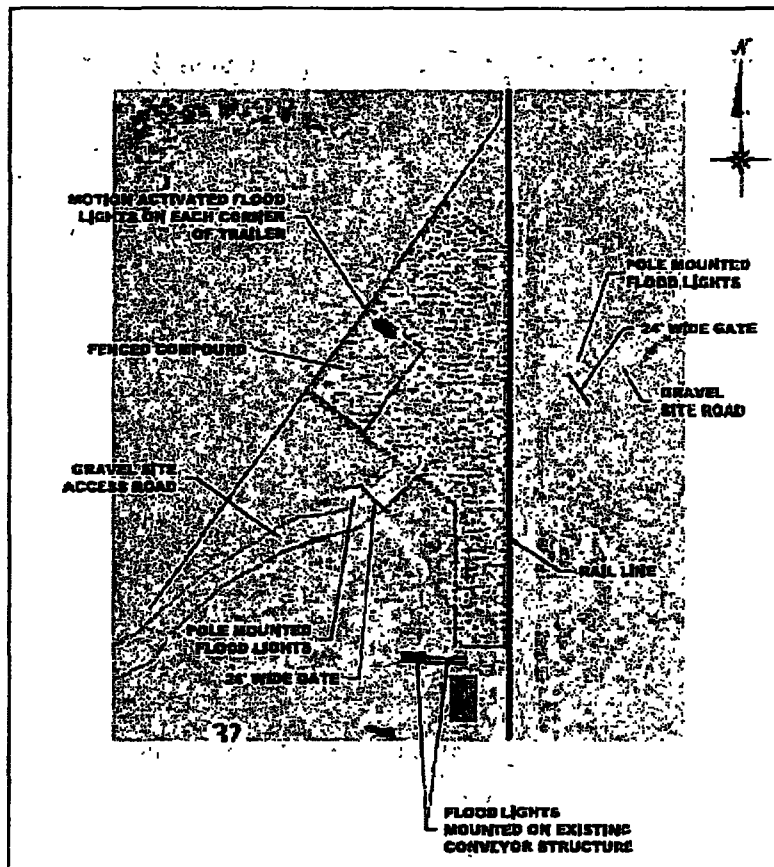 N
MOTION ACTIVATED FLOOD
LIGHTS ON EACH CORNER
OF TRAILER
POLE MOUNTED
FLOOD LIGHTS
24' WIDE GATE
FENCED COMPOUND
GRAVEL
SITE ROAD
GRAVEL SITE
ACCESS ROAD
RAIL LINE
POLE MOUNTED
FLOOD LIGHTS
24' WIDE GATE
37
FLOOD LIGHTS
MOUNTED ON EXISTING
CONVEYOR STRUCTURE